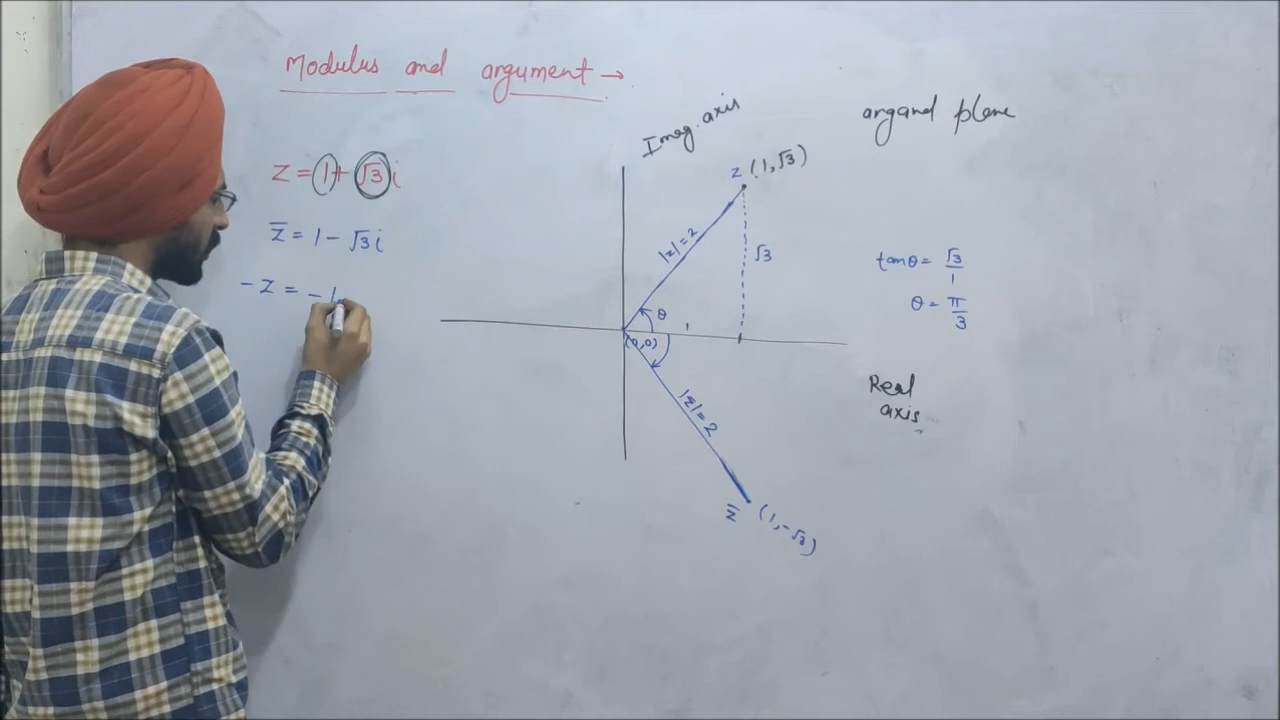 Modulus and argument →
argand plane
Imag. axis
z (1, √3)
z = 1 + √3 i
z̄ = 1 - √3 i
|z| = 2
√3
tanθ = √3/1
- z = - 1
θ = π/3
θ
1
(0,0)
Real
axis
|z̄| = 2
z̄ (1, -√3)